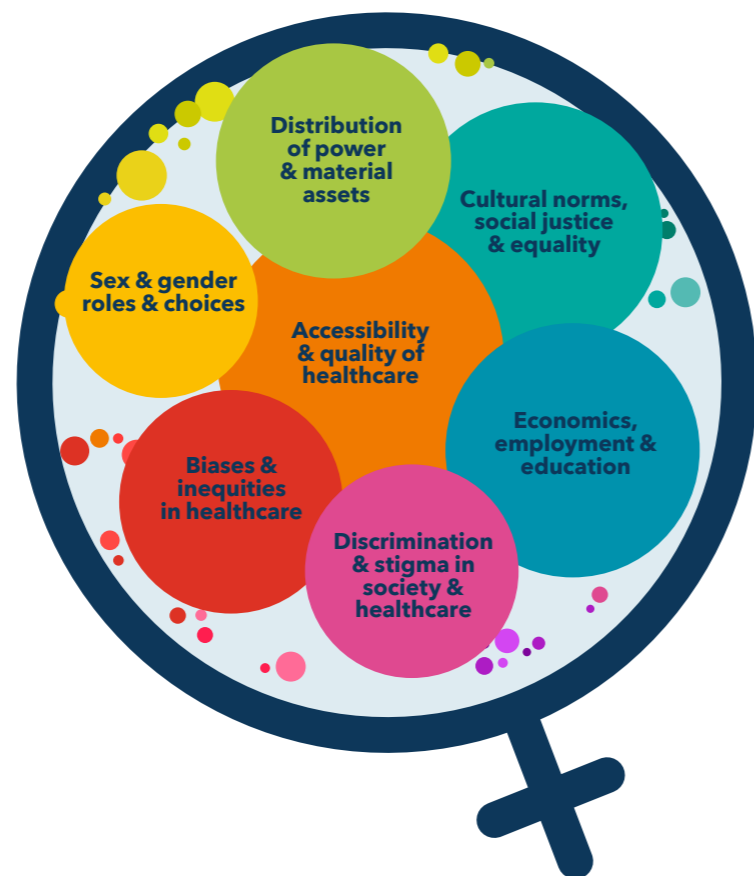 Distribution
of power
& material
assets
Cultural norms,
social justice
& equality
Sex & gender
roles & choices
Accessibility
& quality of
healthcare
Economics,
employment &
education
Biases &
inequities
in healthcare
Discrimination
& stigma in
society &
healthcare